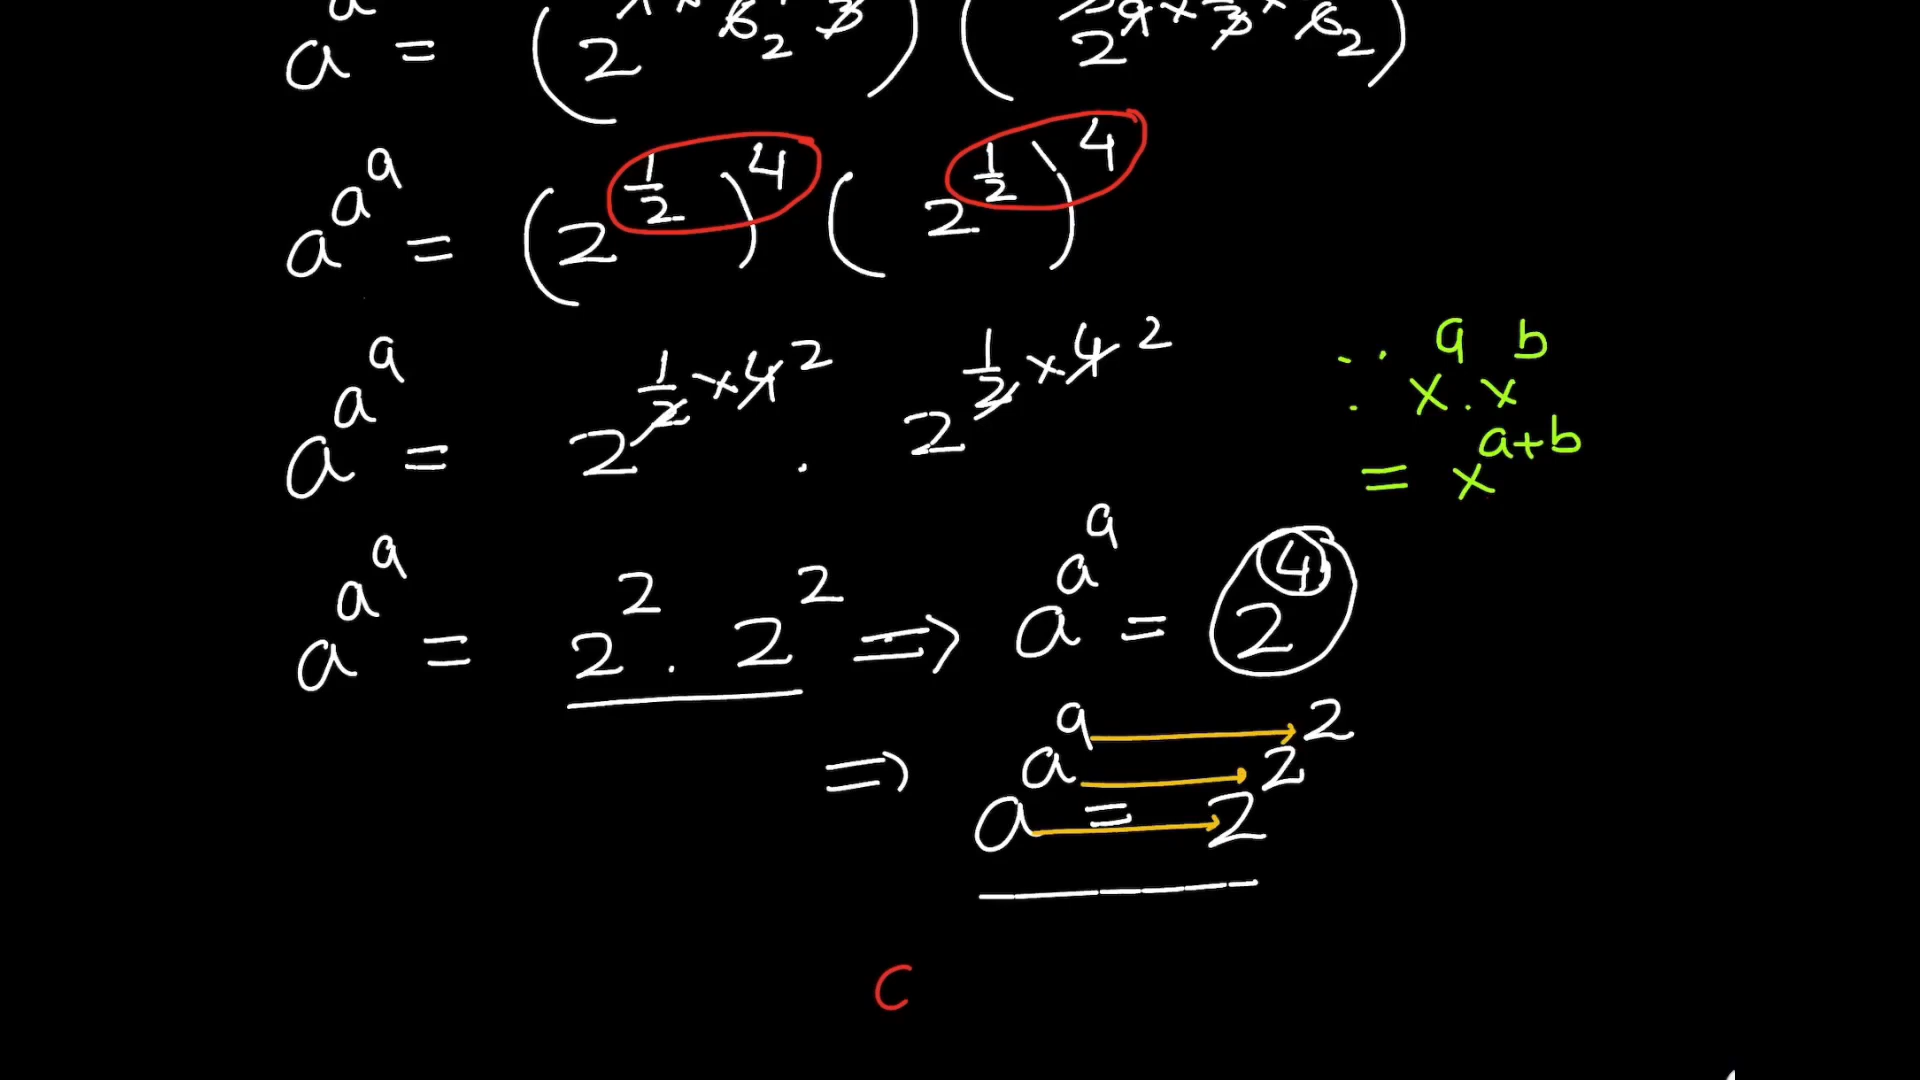 a^a = (2^... ) (2^... )
a^a^a = (2^(1/2))^4 (2^(1/2))^4
a^a^a = 2^(1/2 × 4) 2 . 2^(1/2 × 4) 2
∵ x^a . x^b
= x^(a+b)
a^a^a = 2^2 . 2^2 ⇒ a^a^a = 2^4
⇒ a^a^a = 2^2^2
C